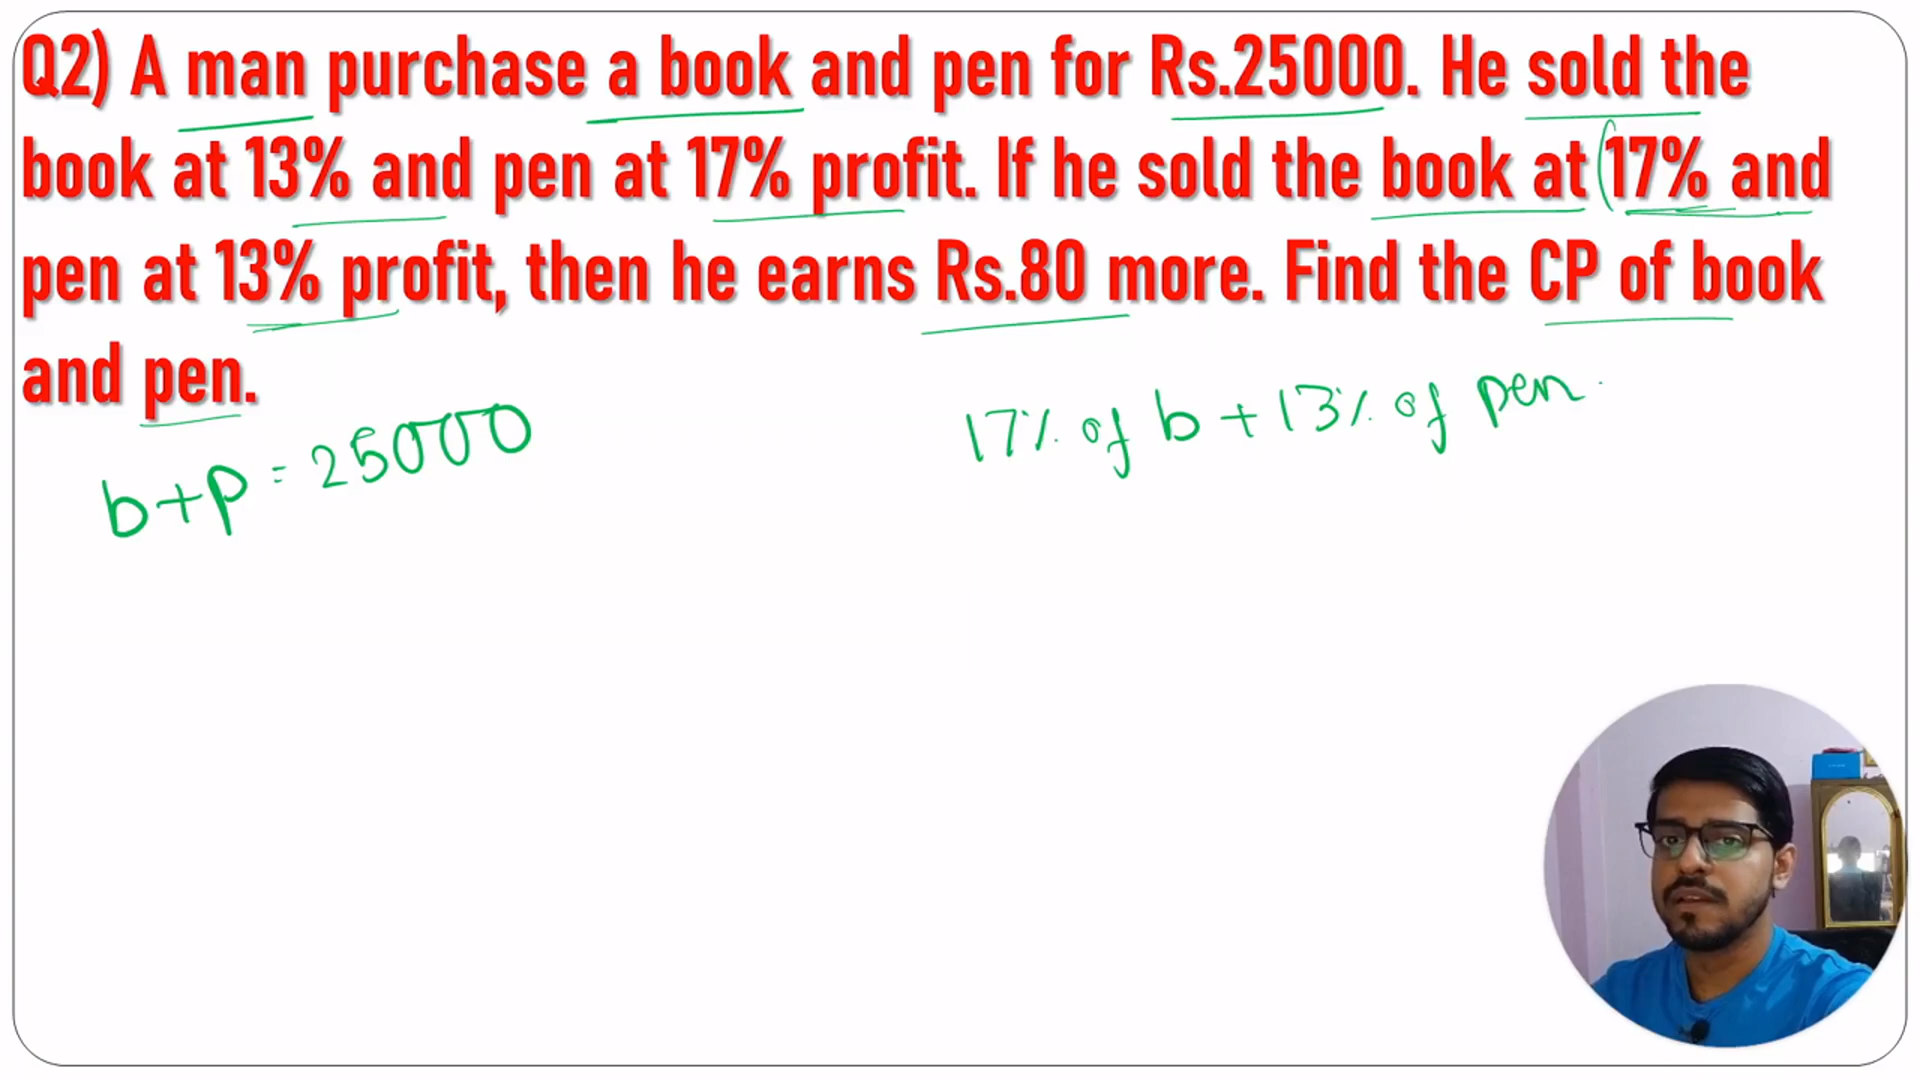 Q2) A man purchase a book and pen for Rs.25000. He sold the
book at 13% and pen at 17% profit. If he sold the book at (17% and
pen at 13% profit, then he earns Rs.80 more. Find the CP of book
and pen.
b+p = 25000
17% of b + 13% of pen.